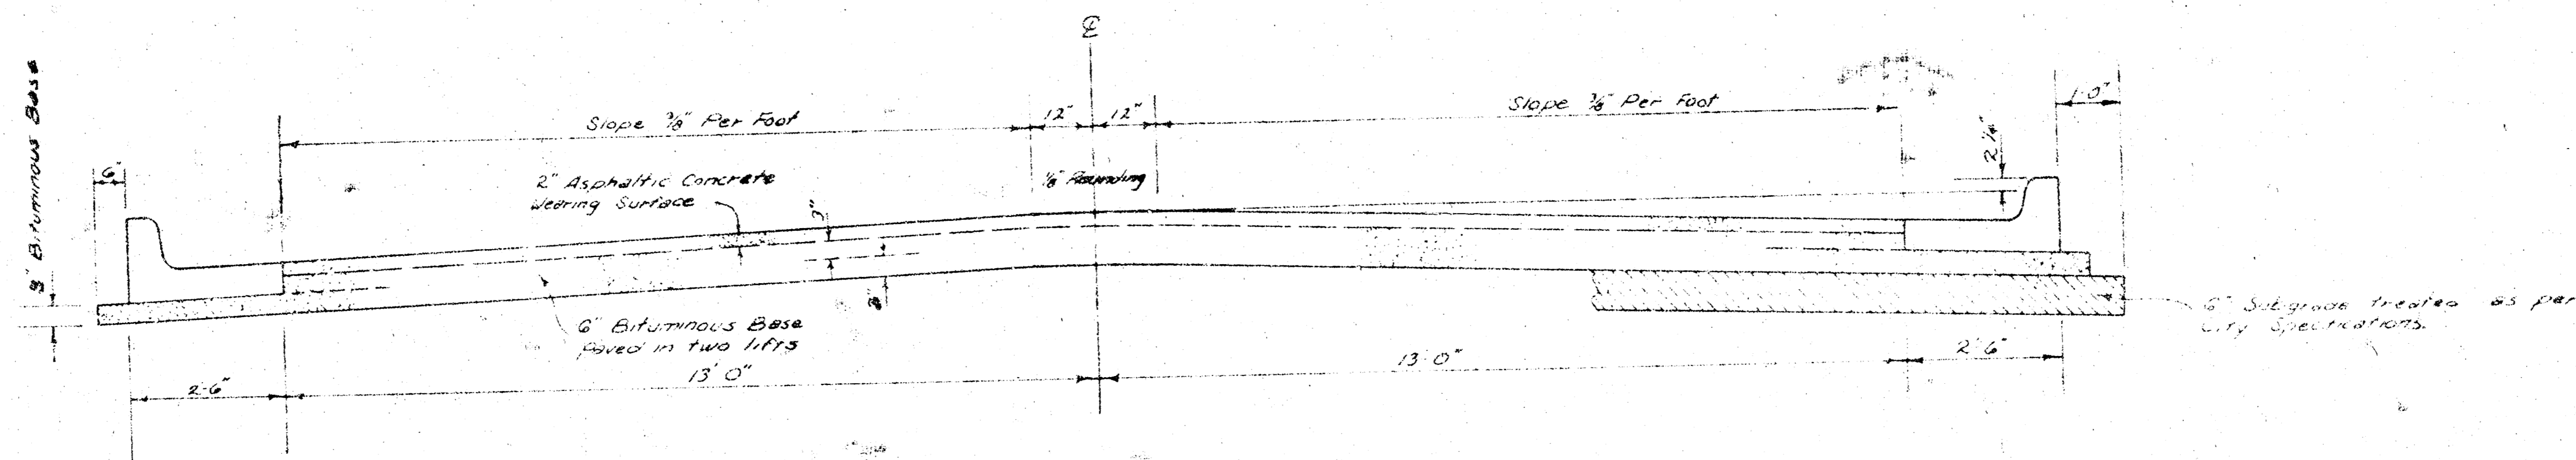 ℄
3" Bituminous Base
Slope 3/8" Per Foot
12"
12"
Slope 3/8" Per Foot
1'-0"
6"
2" Asphaltic Concrete
Wearing Surface
1/8" Rounding
2 1/4"
3"
6" Bituminous Base
Paved in two lifts
6" Subgrade treated as per
City Specifications.
2'-6"
13' 0"
13' 0"
2' 6"